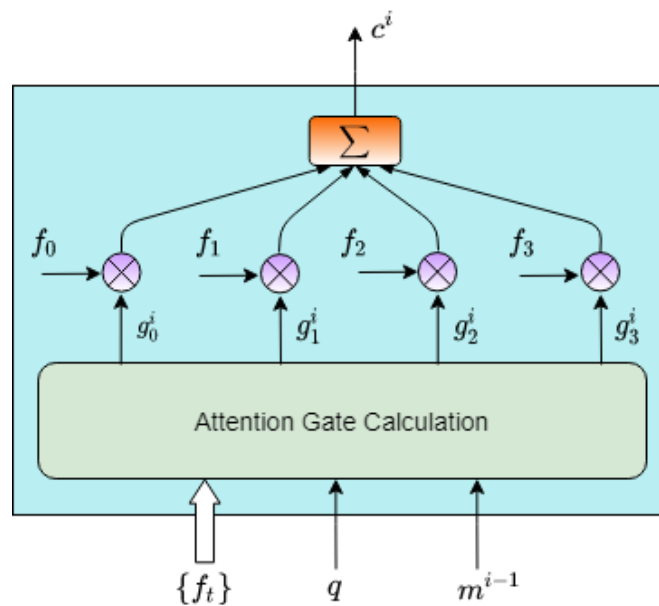 c^i
∑
f_0 f_1 f_2 f_3
g_0^i g_1^i g_2^i g_3^i
Attention Gate Calculation
{f_t} q m^{i-1}